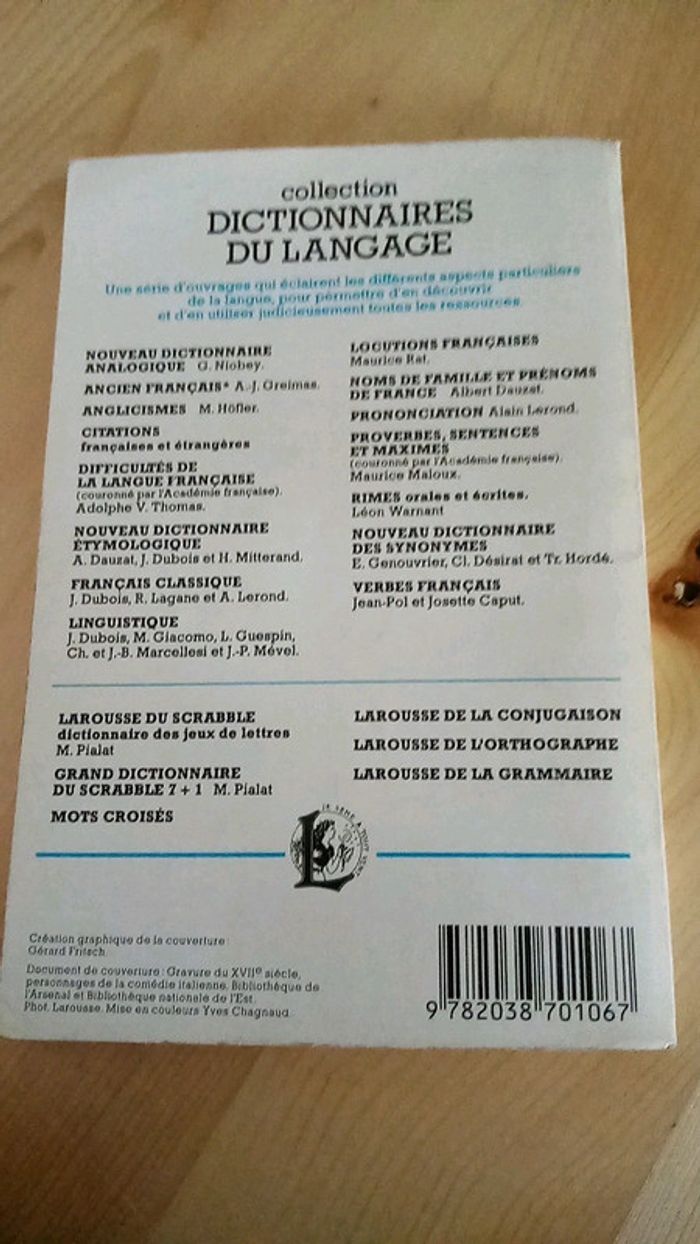 collection
DICTIONNAIRES
DU LANGAGE
Une série d'ouvrages qui éclairent les différents aspects particuliers
de la langue, pour permettre d'en découvrir
et d'en utiliser judicieusement toutes les ressources.
NOUVEAU DICTIONNAIRE
ANALOGIQUE G. Niobey.
ANCIEN FRANÇAIS* A.-J. Greimas.
ANGLICISMES M. Höfler.
CITATIONS
françaises et étrangères
DIFFICULTÉS DE
LA LANGUE FRANÇAISE
(couronné par l'Académie française).
Adolphe V. Thomas.
NOUVEAU DICTIONNAIRE
ÉTYMOLOGIQUE
A. Dauzat, J. Dubois et H. Mitterand.
FRANÇAIS CLASSIQUE
J. Dubois, R. Lagane et A. Lerond.
LINGUISTIQUE
J. Dubois, M. Giacomo, L. Guespin,
Ch. et J.-B. Marcellesi et J.-P. Mével.
LOCUTIONS FRANÇAISES
Maurice Rat.
NOMS DE FAMILLE ET PRÉNOMS
DE FRANCE Albert Dauzat.
PRONONCIATION Alain Lerond.
PROVERBES, SENTENCES
ET MAXIMES
(couronné par l'Académie française).
Maurice Maloux.
RIMES orales et écrites.
Léon Warnant
NOUVEAU DICTIONNAIRE
DES SYNONYMES
E. Genouvrier, Cl. Désirat et Tr. Hordé.
VERBES FRANÇAIS
Jean-Pol et Josette Caput.
LAROUSSE DU SCRABBLE
dictionnaire des jeux de lettres
M. Pialat
GRAND DICTIONNAIRE
DU SCRABBLE 7 + 1 M. Pialat
MOTS CROISÉS
LAROUSSE DE LA CONJUGAISON
LAROUSSE DE L'ORTHOGRAPHE
LAROUSSE DE LA GRAMMAIRE
JE SÈME À TOUT VENT
L
Création graphique de la couverture :
Gérard Fritsch.
Document de couverture : Gravure du XVIIe siècle,
personnages de la comédie italienne. Bibliothèque de
l'Arsenal et Bibliothèque nationale de l'Est.
Phot. Larousse. Mise en couleurs Yves Chagnaud.
9 782038 701067